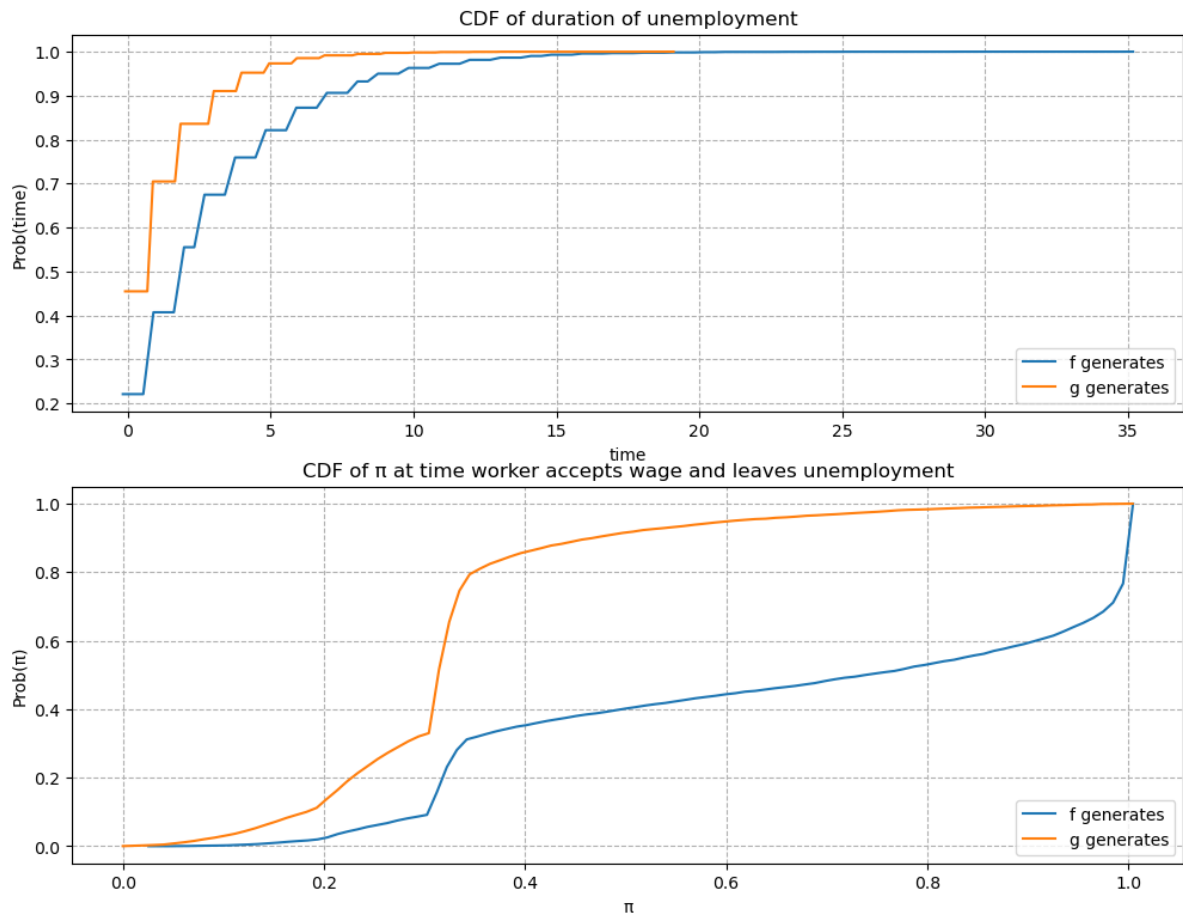 CDF of duration of unemployment
1.0
0.9
0.8
0.7
0.6
0.5
0.4
0.3
0.2
Prob(time)
f generates
g generates
0 5 10 15 20 25 30 35
time
CDF of π at time worker accepts wage and leaves unemployment
1.0
0.8
0.6
0.4
0.2
0.0
Prob(π)
f generates
g generates
0.0 0.2 0.4 0.6 0.8 1.0
π